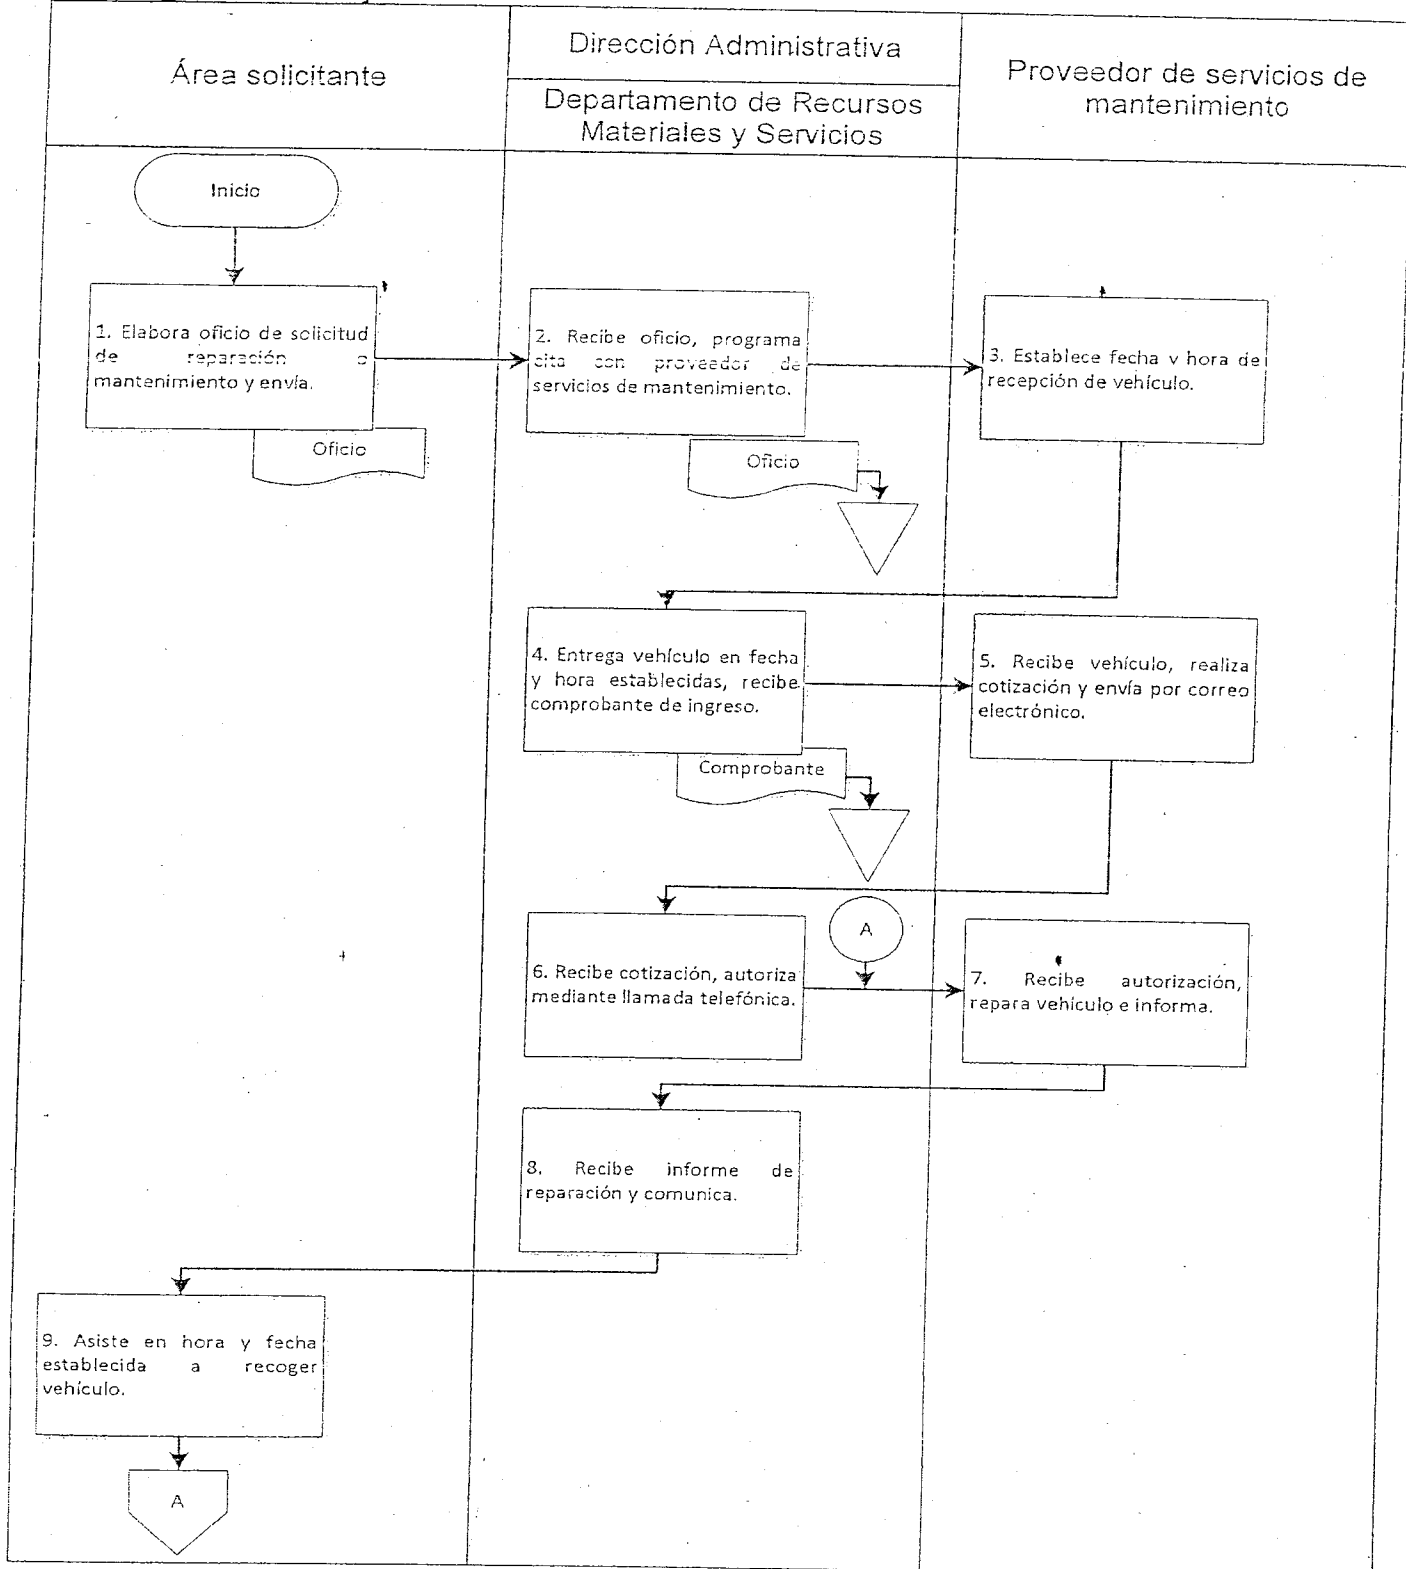 Área solicitante
Dirección Administrativa
Departamento de Recursos
Materiales y Servicios
Proveedor de servicios de
mantenimiento
Inicio
1. Elabora oficio de solicitud
de reparación o
mantenimiento y envía.
Oficio
2. Recibe oficio, programa
cita con proveedor de
servicios de mantenimiento.
Oficio
3. Establece fecha y hora de
recepción de vehículo.
4. Entrega vehículo en fecha
y hora establecidas, recibe
comprobante de ingreso.
Comprobante
5. Recibe vehículo, realiza
cotización y envía por correo
electrónico.
6. Recibe cotización, autoriza
mediante llamada telefónica.
A
7. Recibe autorización,
repara vehículo e informa.
8. Recibe informe de
reparación y comunica.
9. Asiste en hora y fecha
establecida a recoger
vehículo.
A